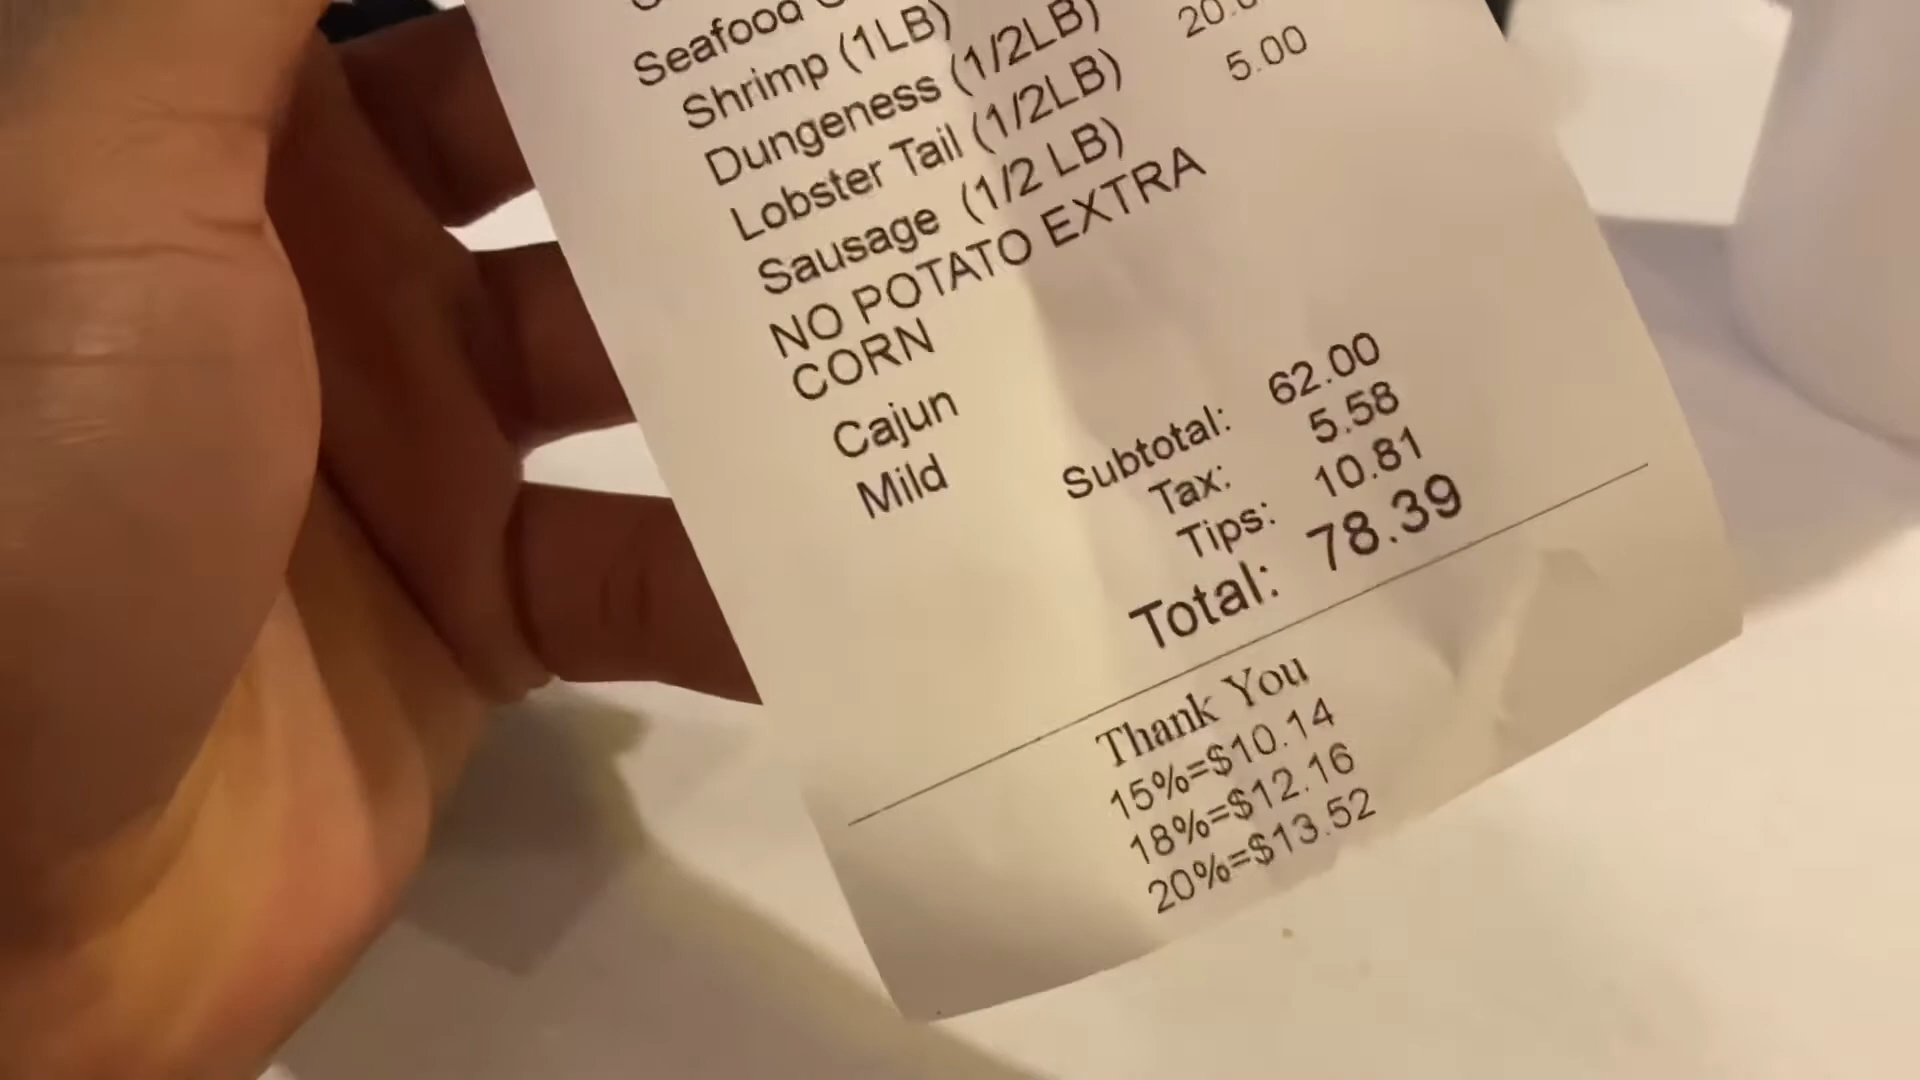 Seafood
Shrimp (1LB)
Dungeness (1/2LB)
Lobster Tail (1/2LB) 5.00
Sausage (1/2 LB)
NO POTATO EXTRA
CORN
Cajun
Mild
Subtotal: 62.00
Tax: 5.58
Tips: 10.81
Total: 78.39
Thank You
15%=$10.14
18%=$12.16
20%=$13.52